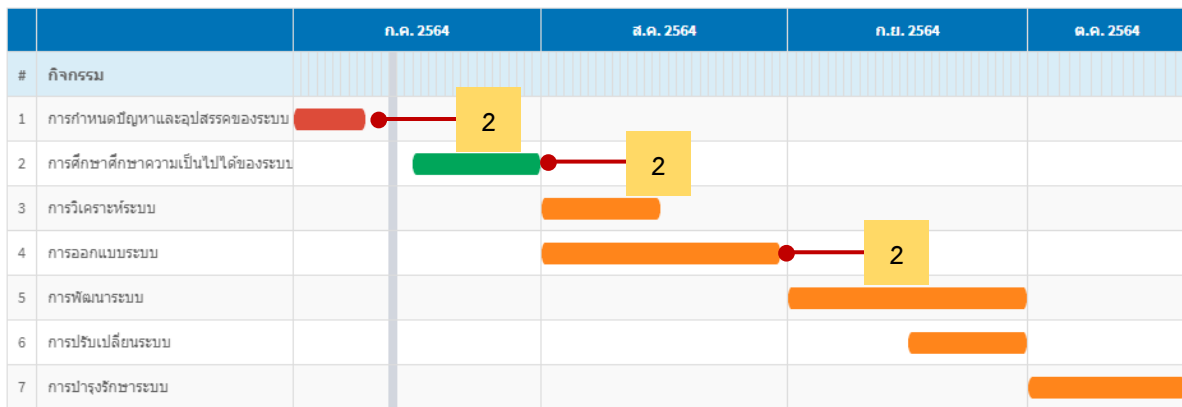 ก.ค. 2564 ส.ค. 2564 ก.ย. 2564 ต.ค. 2564
# กิจกรรม
1 การกำหนดปัญหาและอุปสรรคของระบบ 2
2 การศึกษาศึกษาความเป็นไปได้ของระบบ 2
3 การวิเคราะห์ระบบ
4 การออกแบบระบบ 2
5 การพัฒนาระบบ
6 การปรับเปลี่ยนระบบ
7 การบำรุงรักษาระบบ